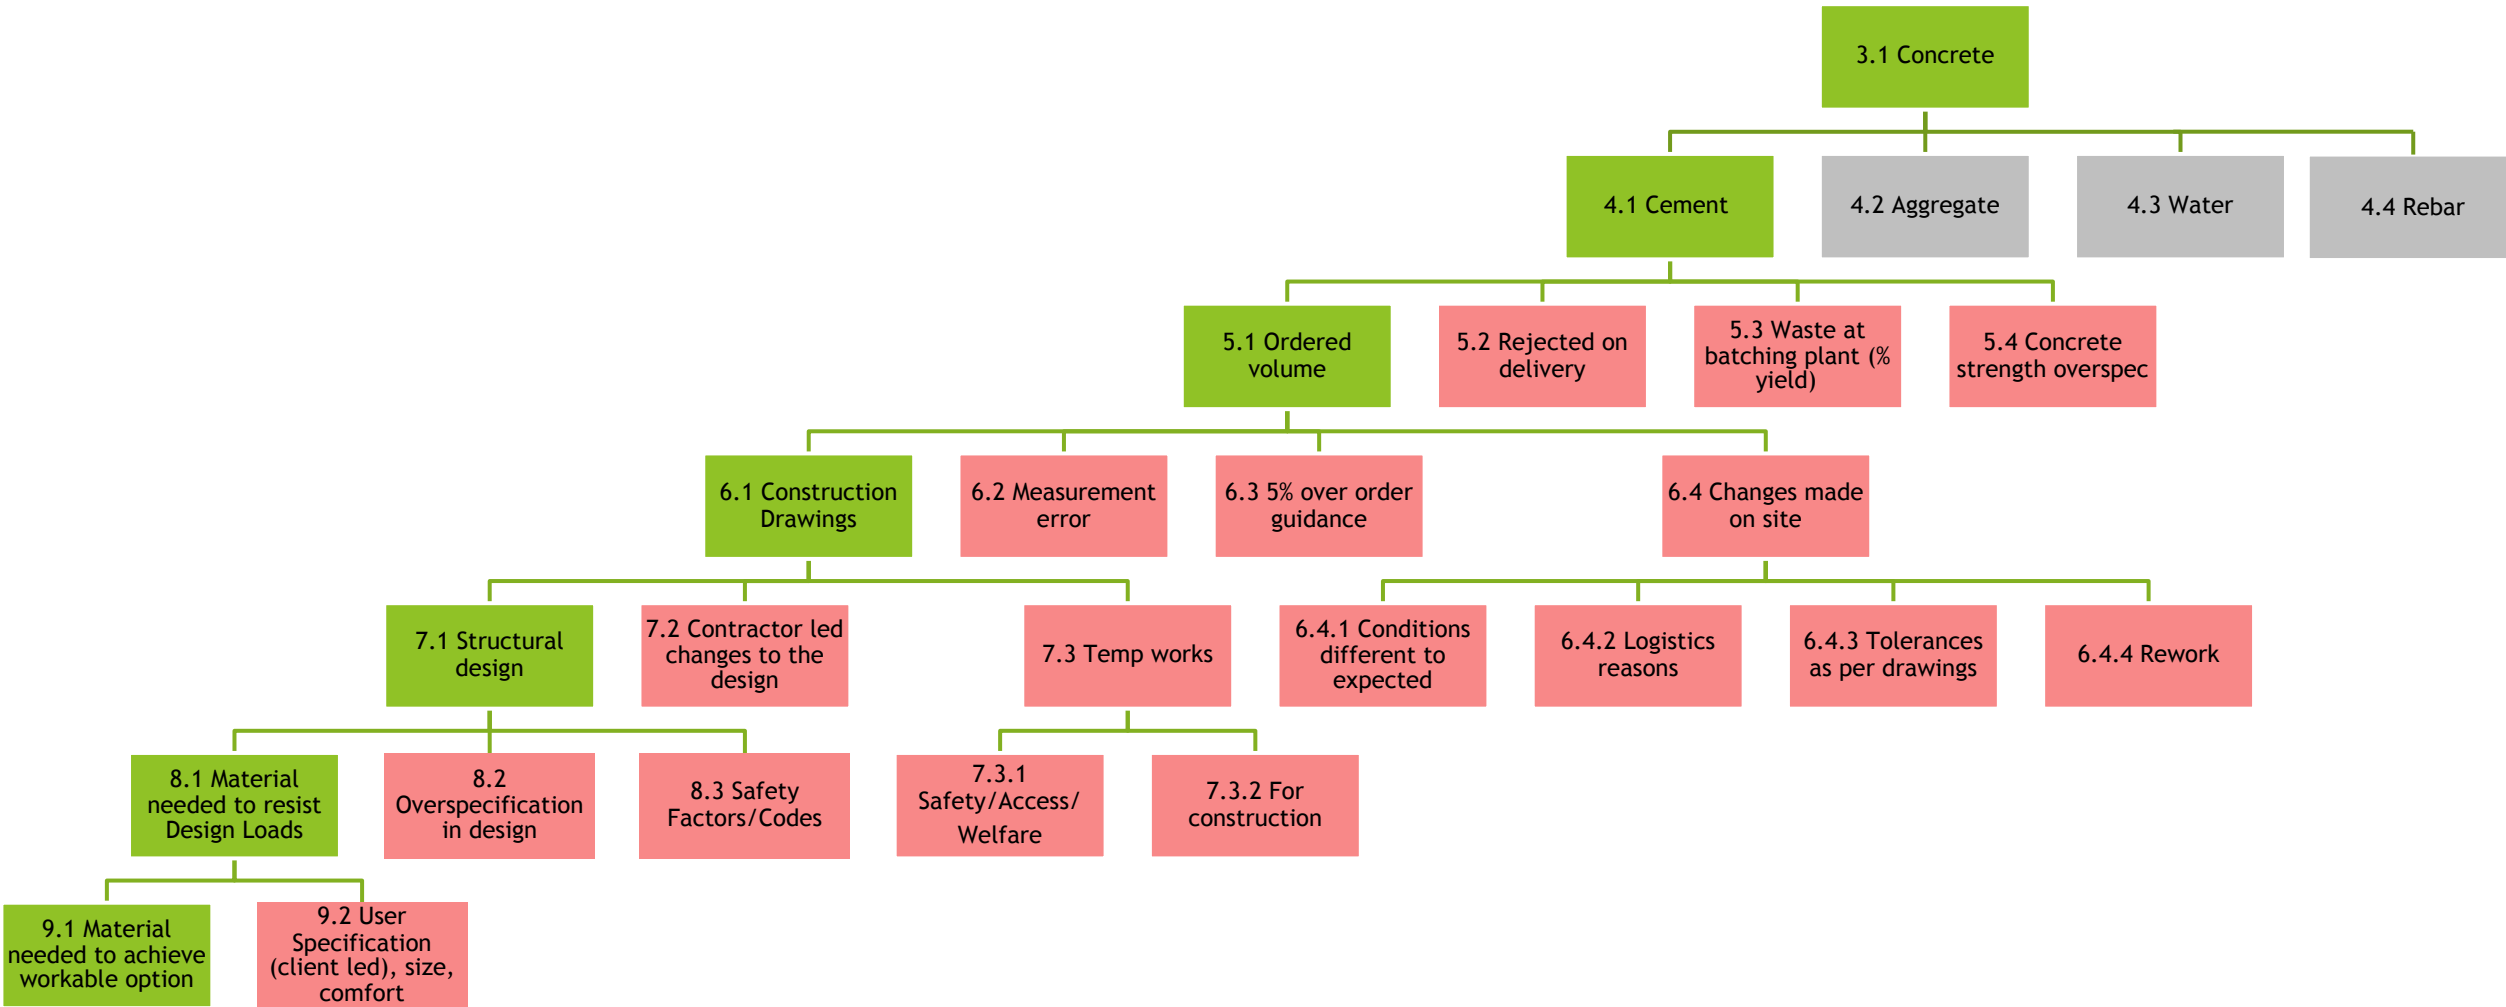 3.1 Concrete
4.1 Cement
4.2 Aggregate
4.3 Water
4.4 Rebar
5.1 Ordered
volume
5.2 Rejected on
delivery
5.3 Waste at
batching plant (%
yield)
5.4 Concrete
strength overspec
6.1 Construction
Drawings
6.2 Measurement
error
6.3 5% over order
guidance
6.4 Changes made
on site
7.1 Structural
design
7.2 Contractor led
changes to the
design
7.3 Temp works
6.4.1 Conditions
different to
expected
6.4.2 Logistics
reasons
6.4.3 Tolerances
as per drawings
6.4.4 Rework
8.1 Material
needed to resist
Design Loads
8.2
Overspecification
in design
8.3 Safety
Factors/Codes
7.3.1
Safety/Access/
Welfare
7.3.2 For
construction
9.1 Material
needed to achieve
workable option
9.2 User
Specification
(client led), size,
comfort